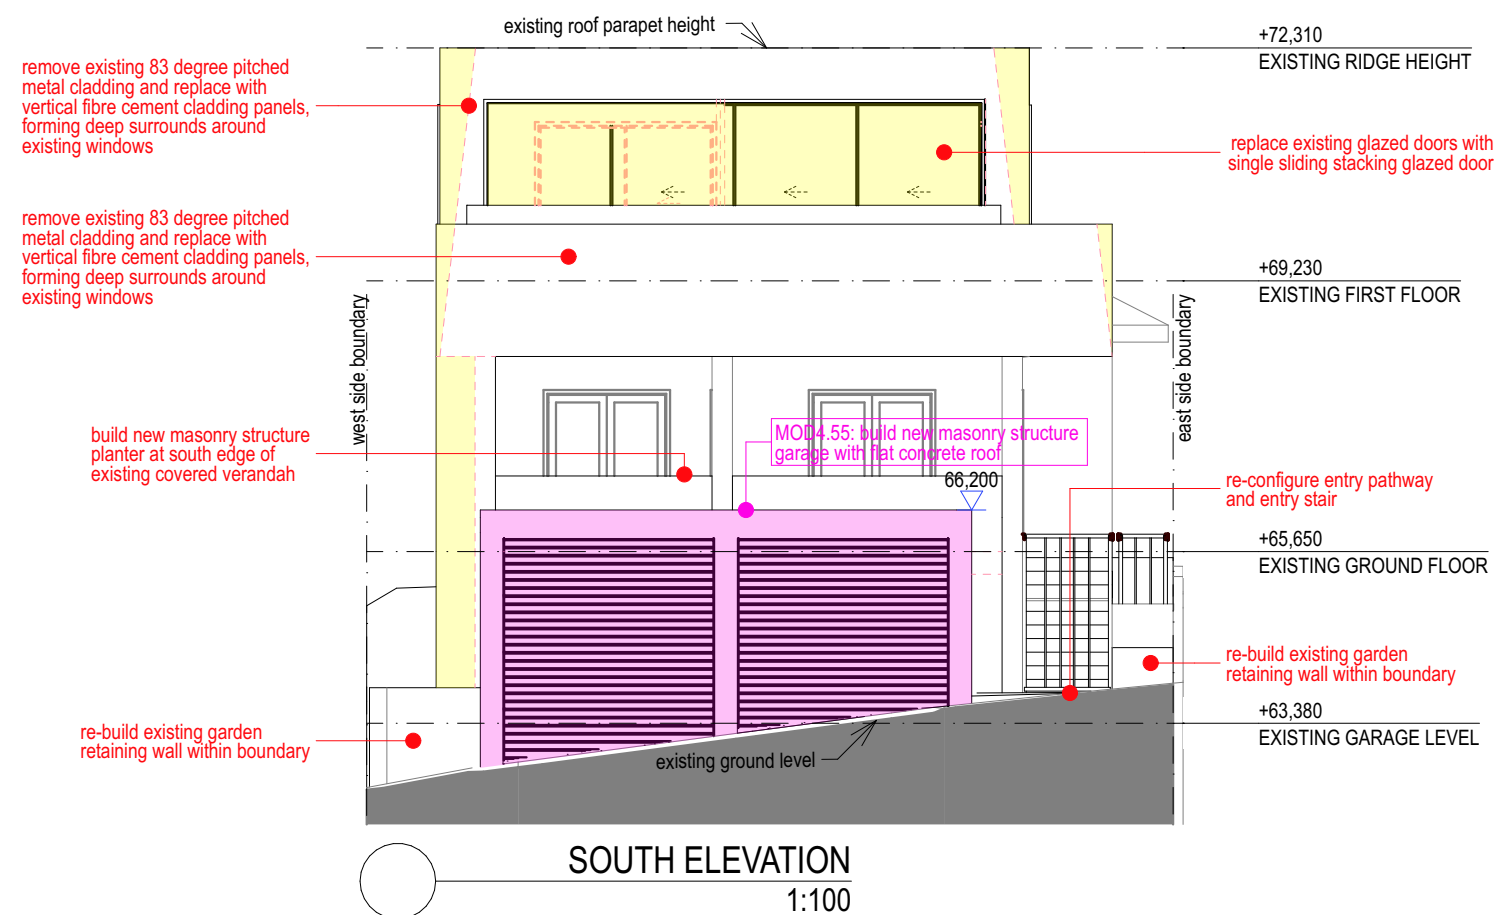 existing roof parapet height
+72,310
EXISTING RIDGE HEIGHT
remove existing 83 degree pitched
metal cladding and replace with
vertical fibre cement cladding panels,
forming deep surrounds around
existing windows
replace existing glazed doors with
single sliding stacking glazed door
remove existing 83 degree pitched
metal cladding and replace with
vertical fibre cement cladding panels,
forming deep surrounds around
existing windows
+69,230
EXISTING FIRST FLOOR
west side boundary
east side boundary
build new masonry structure
planter at south edge of
existing covered verandah
MOD4.55: build new masonry structure
garage with flat concrete roof
66,200
re-configure entry pathway
and entry stair
+65,650
EXISTING GROUND FLOOR
re-build existing garden
retaining wall within boundary
+63,380
EXISTING GARAGE LEVEL
re-build existing garden
retaining wall within boundary
existing ground level
SOUTH ELEVATION
1:100